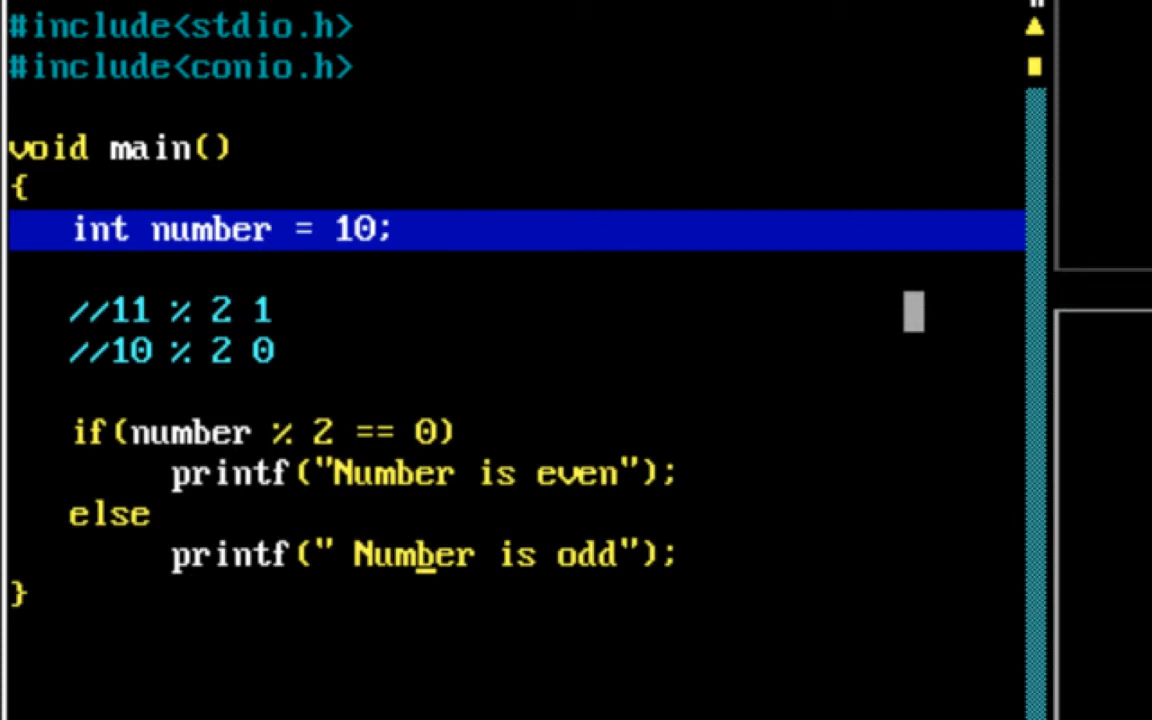 #include<stdio.h>
#include<conio.h>
void main()
{
int number = 10;
//11 % 2 1
//10 % 2 0
if(number % 2 == 0)
printf("Number is even");
else
printf(" Number is odd");
}